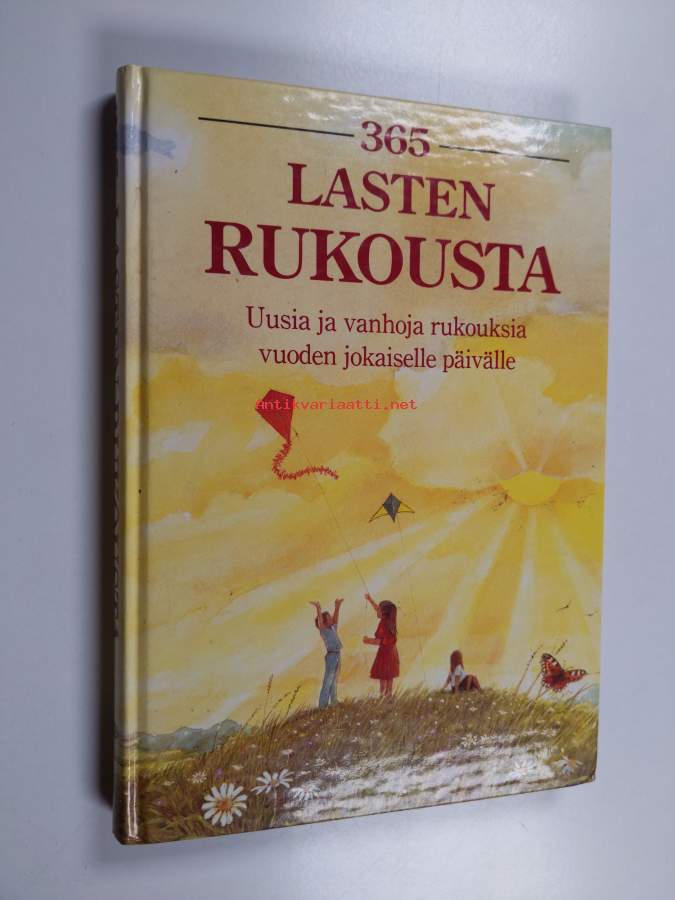 365
LASTEN
RUKOUSTA
Uusia ja vanhoja rukouksia
vuoden jokaiselle päivälle
Antikvariaatti.net